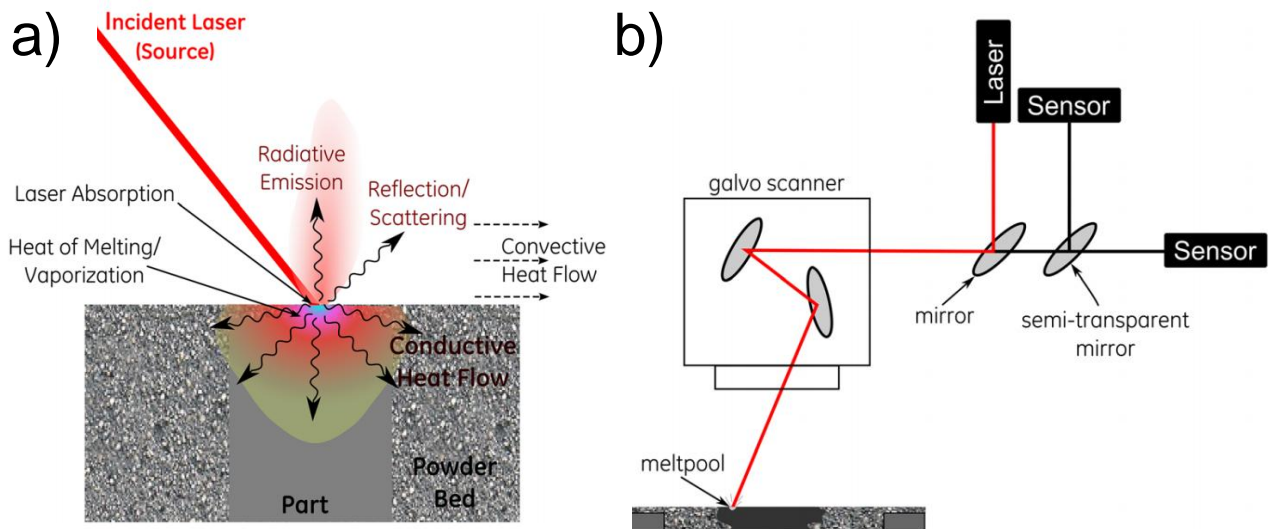 a)
Incident Laser
(Source)
Radiative
Emission
Reflection/
Scattering
Laser Absorption
Heat of Melting/
Vaporization
Convective
Heat Flow
Conductive
Heat Flow
Powder
Bed
Part
b)
Laser
Sensor
galvo scanner
Sensor
mirror
semi-transparent
mirror
meltpool